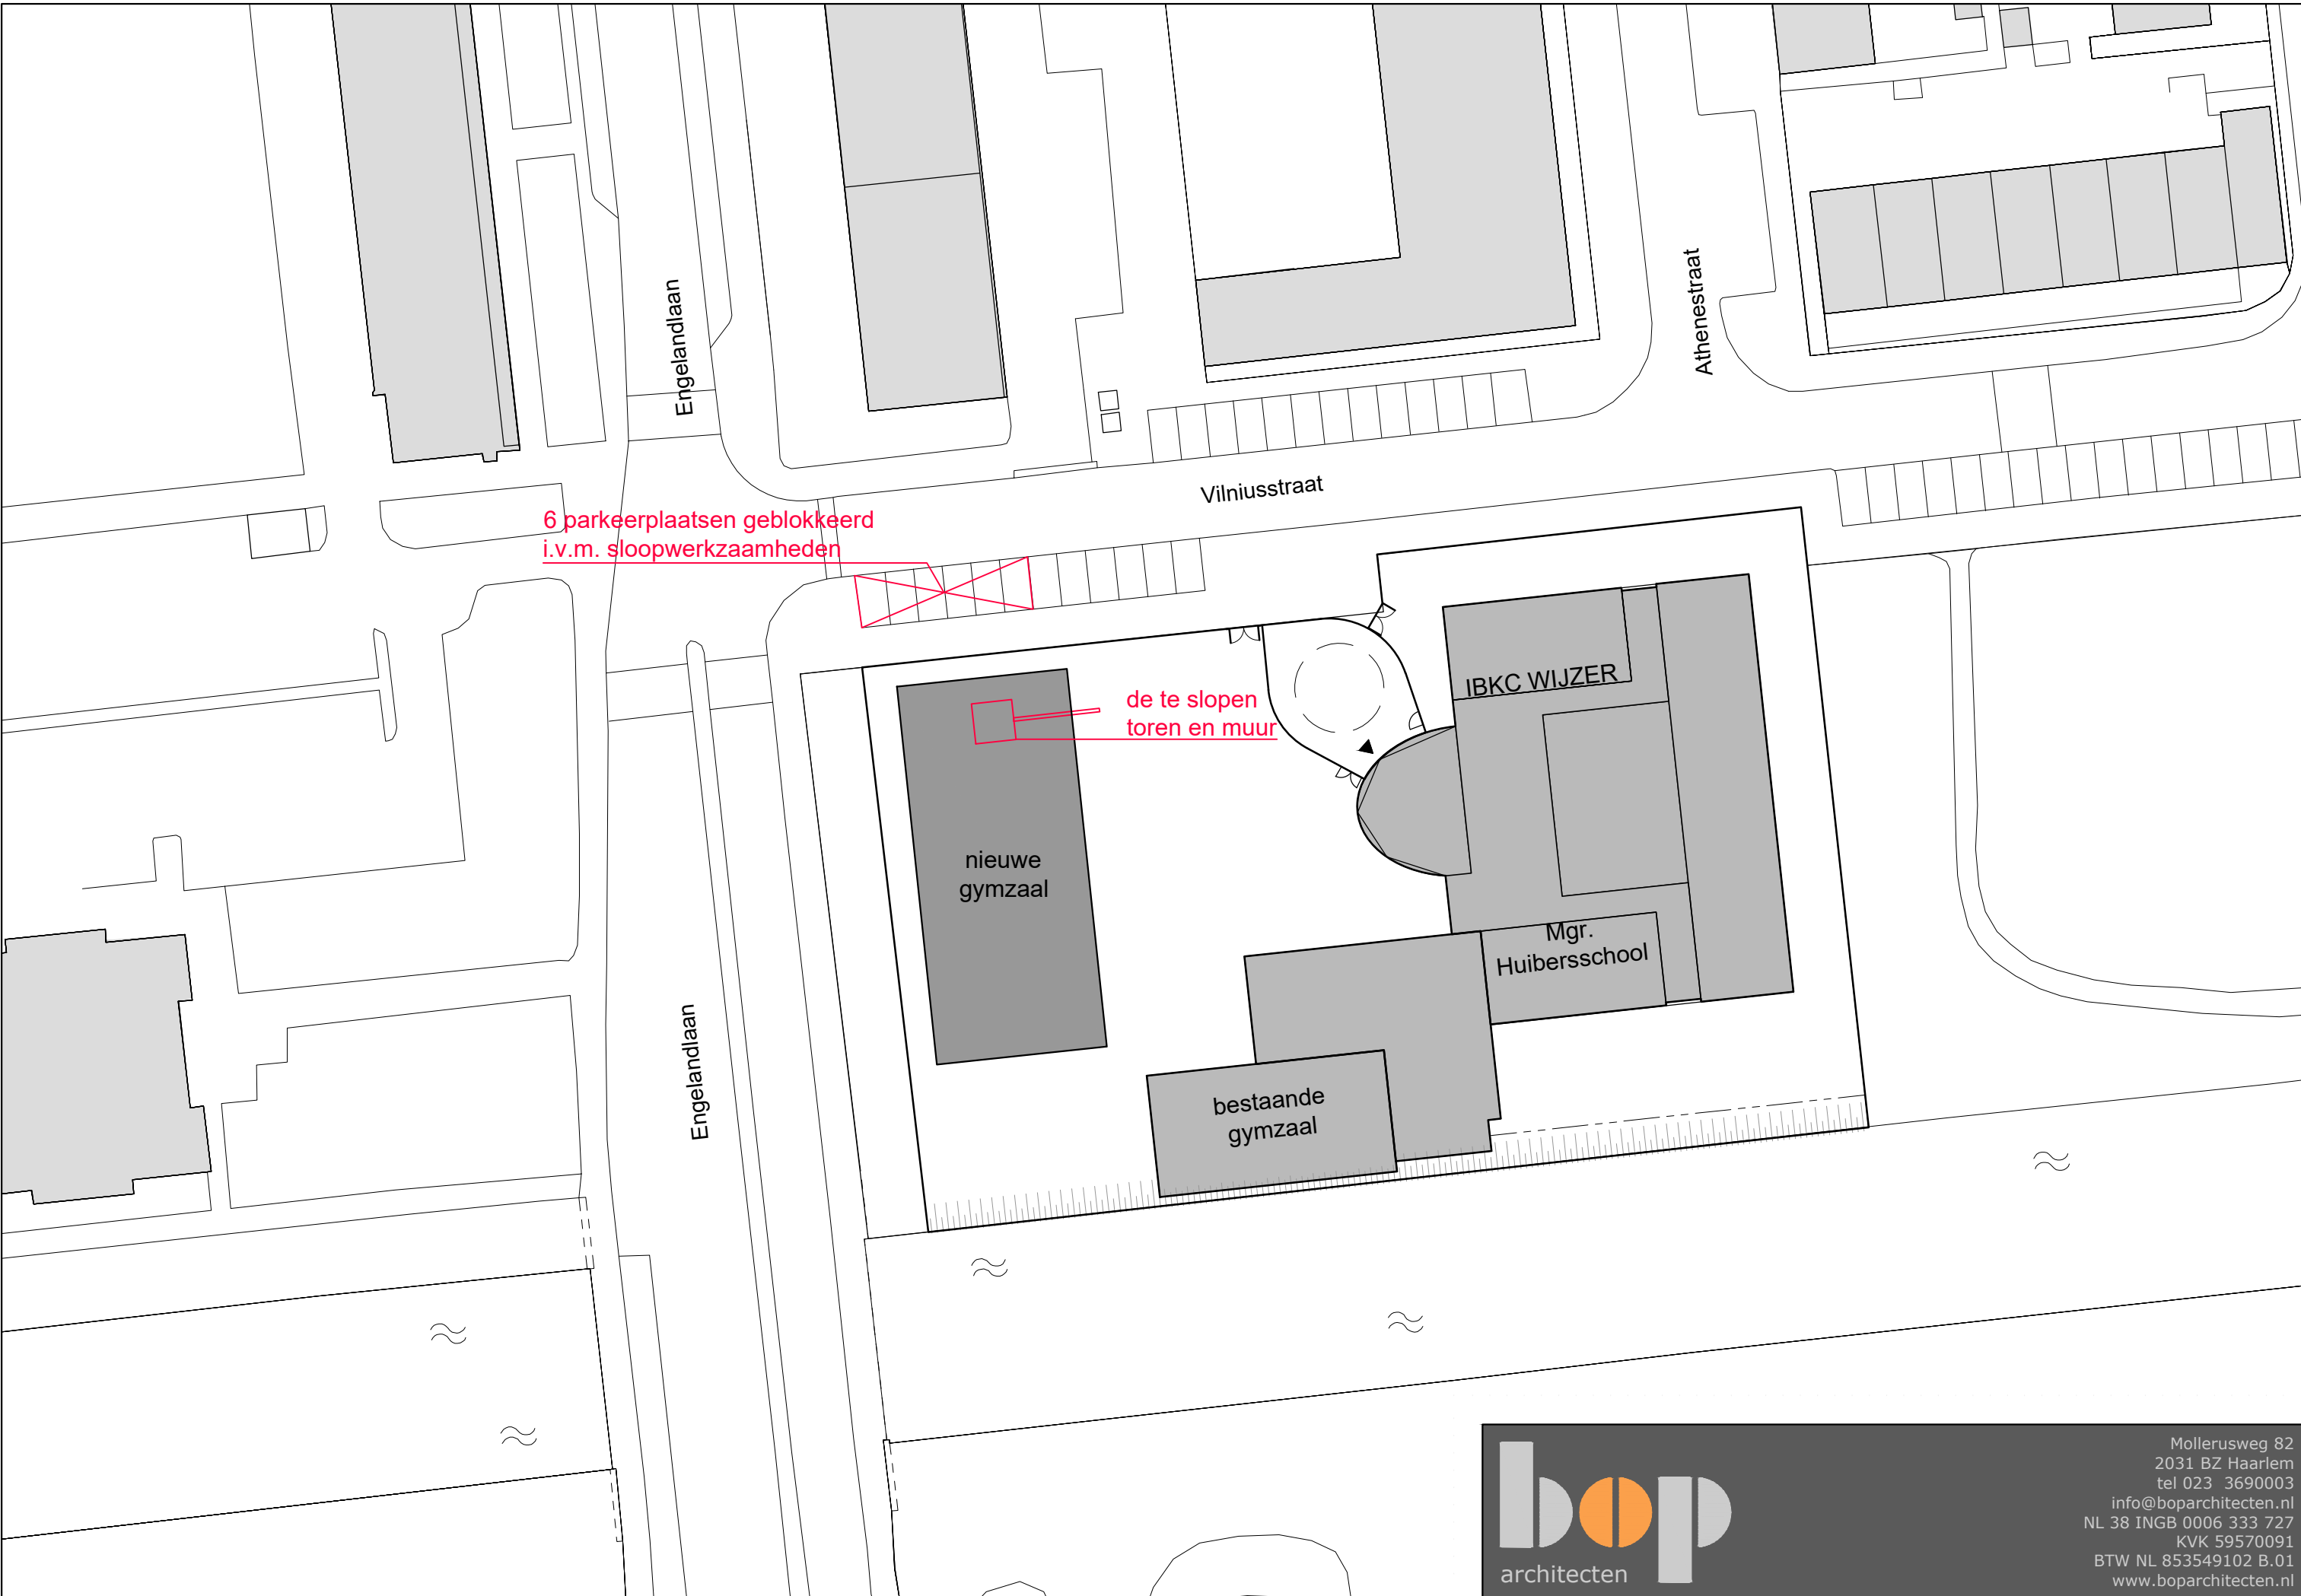 Engelandlaan
Athenestraat
Vilniusstraat
6 parkeerplaatsen geblokkeerd
i.v.m. sloopwerkzaamheden
IBKC WIJZER
de te slopen
toren en muur
nieuwe
gymzaal
Mgr.
Huibersschool
Engelandlaan
bestaande
gymzaal
bop
architecten
Mollerusweg 82
2031 BZ Haarlem
tel 023 3690003
info@boparchitecten.nl
NL 38 INGB 0006 333 727
KVK 59570091
BTW NL 853549102 B.01
www.boparchitecten.nl